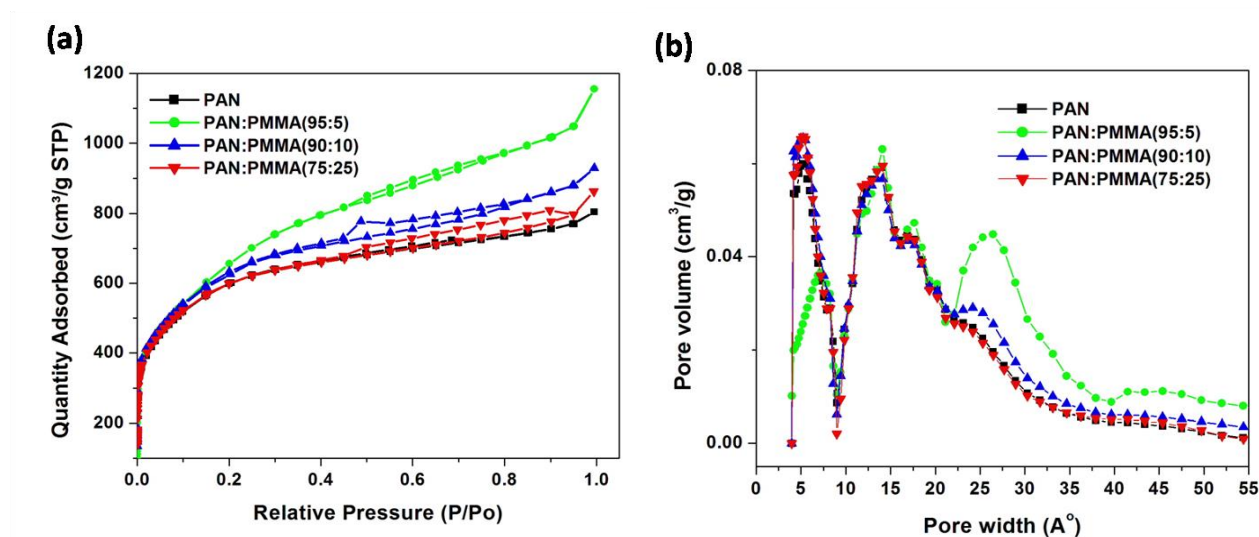 (a)
1200
1000
800
600
400
200
Quantity Adsorbed (cm³/g STP)
PAN
PAN:PMMA(95:5)
PAN:PMMA(90:10)
PAN:PMMA(75:25)
0.0 0.2 0.4 0.6 0.8 1.0
Relative Pressure (P/Po)
(b)
0.08
0.04
0.00
Pore volume (cm³/g)
PAN
PAN:PMMA(95:5)
PAN:PMMA(90:10)
PAN:PMMA(75:25)
0 5 10 15 20 25 30 35 40 45 50 55
Pore width (A°)